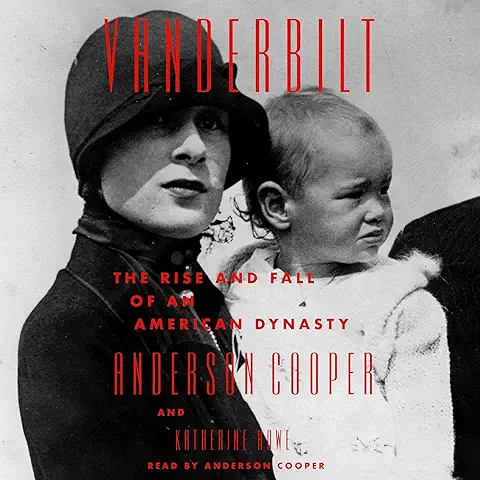 VANDERBILT
THE RISE AND FALL
OF AN
AMERICAN DYNASTY
ANDERSON COOPER
AND
KATHERINE HOWE
READ BY ANDERSON COOPER